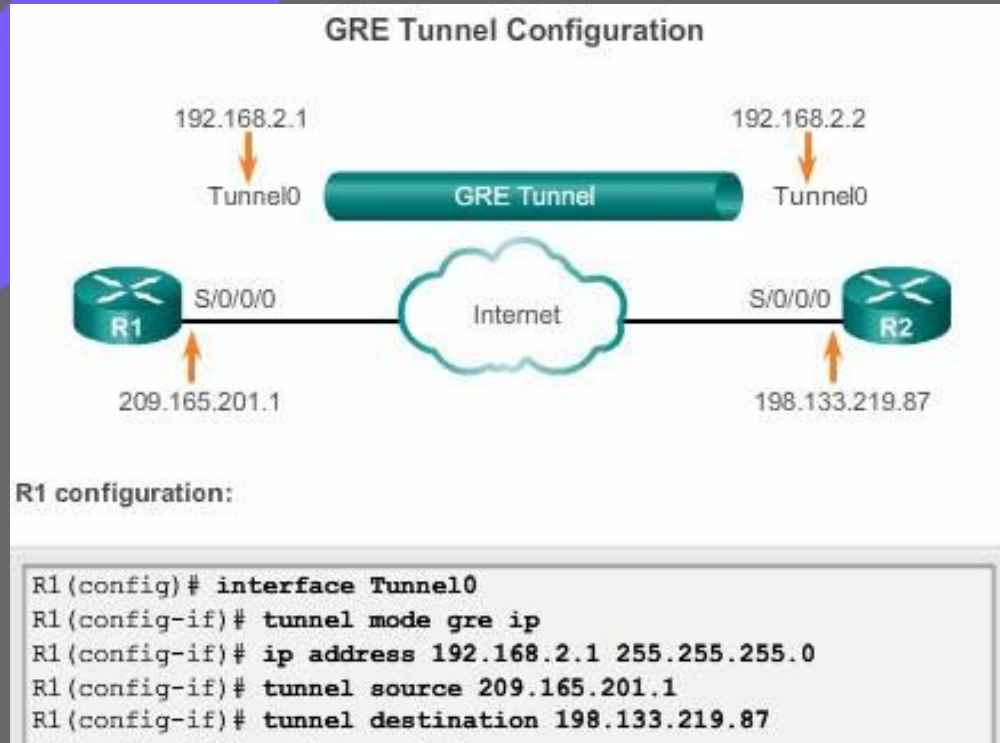 GRE Tunnel Configuration
192.168.2.1
192.168.2.2
Tunnel0
GRE Tunnel
Tunnel0
S/0/0/0
Internet
S/0/0/0
R1
R2
209.165.201.1
198.133.219.87
R1 configuration:
R1(config)# interface Tunnel0
R1(config-if)# tunnel mode gre ip
R1(config-if)# ip address 192.168.2.1 255.255.255.0
R1(config-if)# tunnel source 209.165.201.1
R1(config-if)# tunnel destination 198.133.219.87